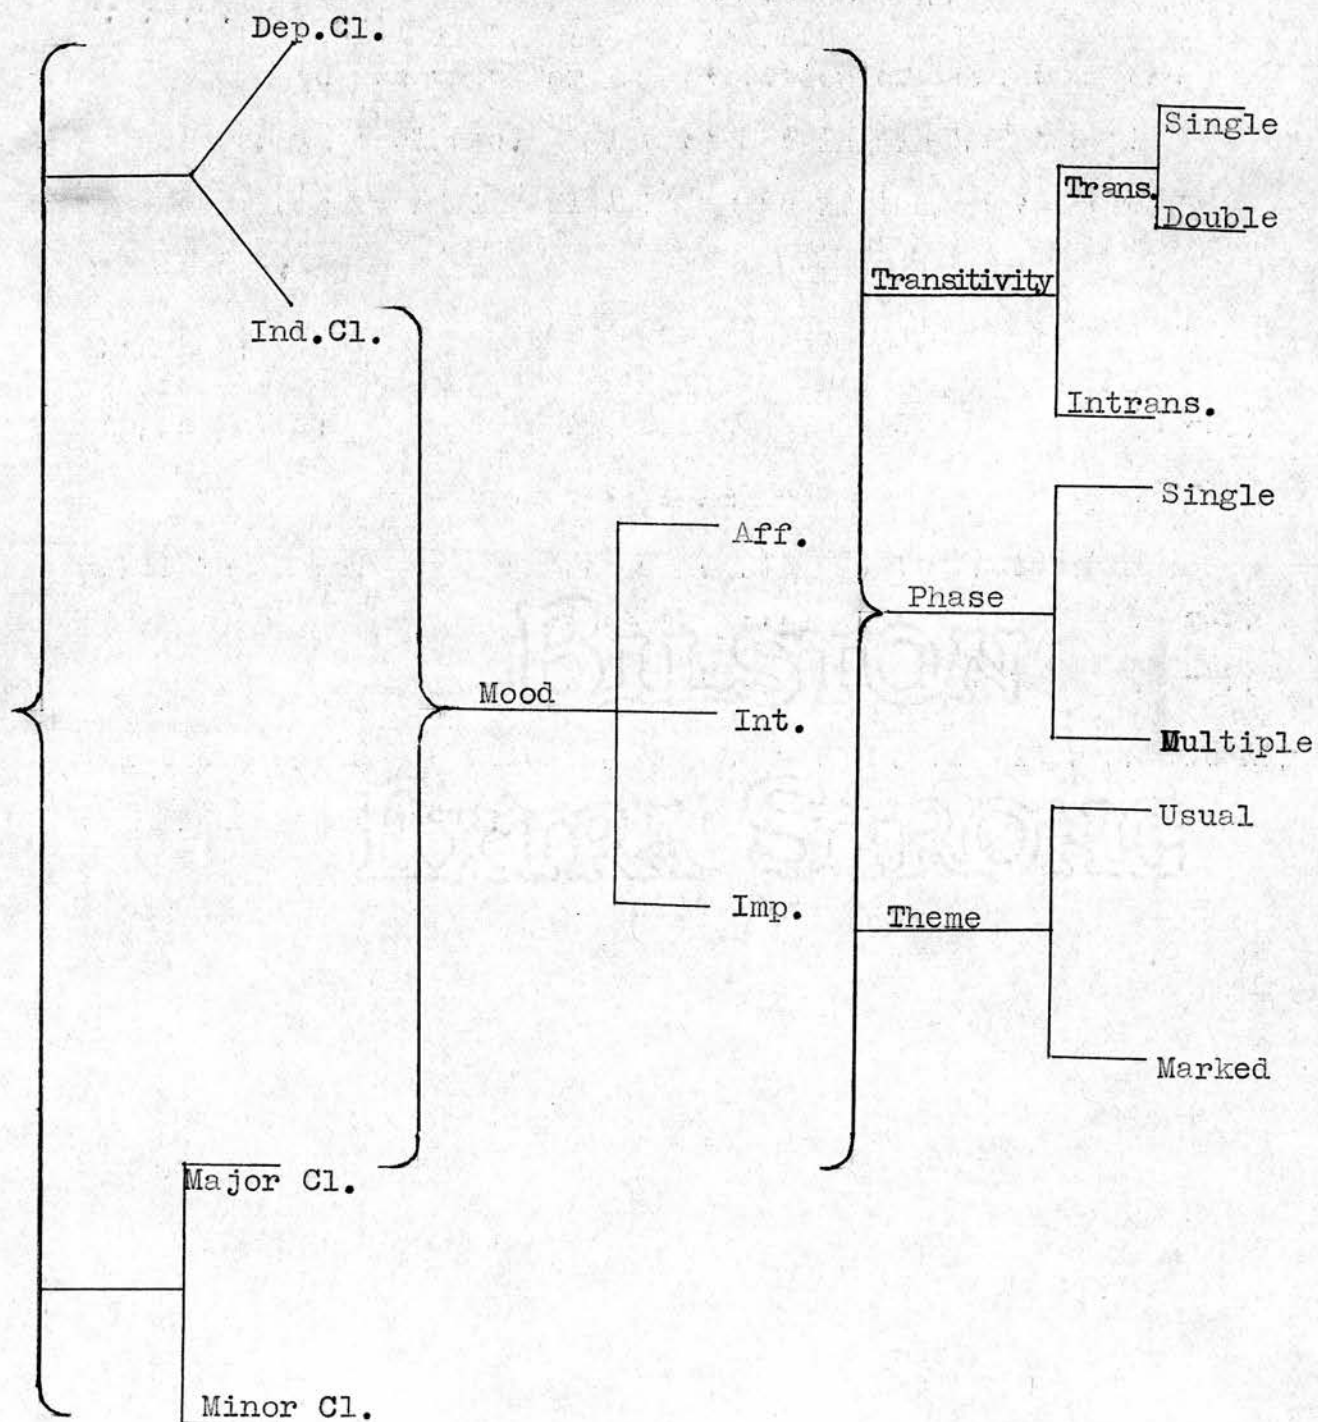 Dep.Cl.
Ind.Cl.
Major Cl.
Minor Cl.
Mood
Aff.
Int.
Imp.
Transitivity
Trans.
Single
Double
Intrans.
Phase
Single
Multiple
Theme
Usual
Marked